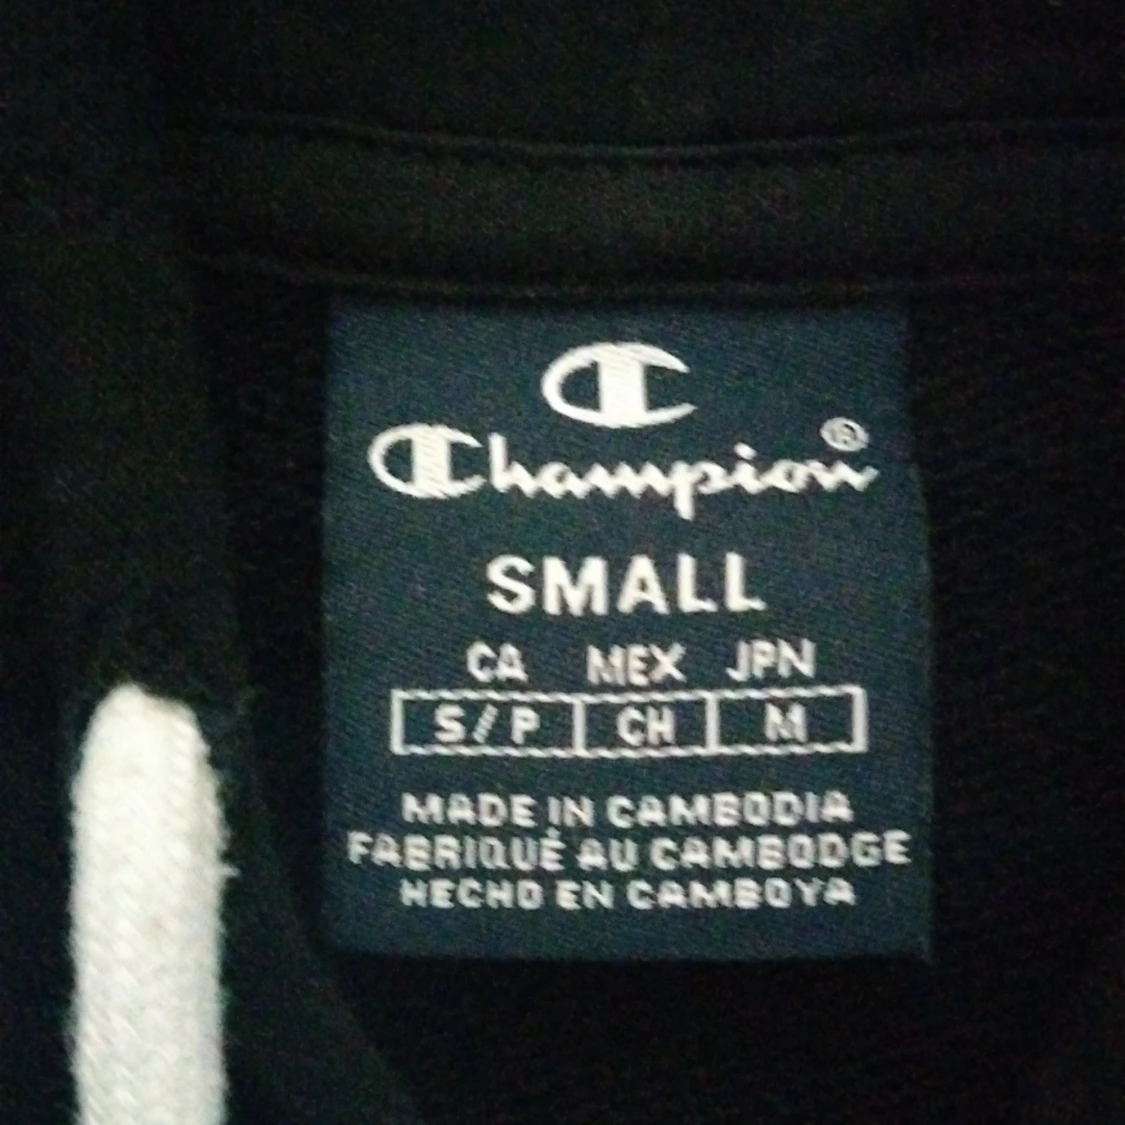 Champion®
SMALL
CA MEX JPN
S/P CH M
MADE IN CAMBODIA
FABRIQUÉ AU CAMBODGE
HECHO EN CAMBOYA